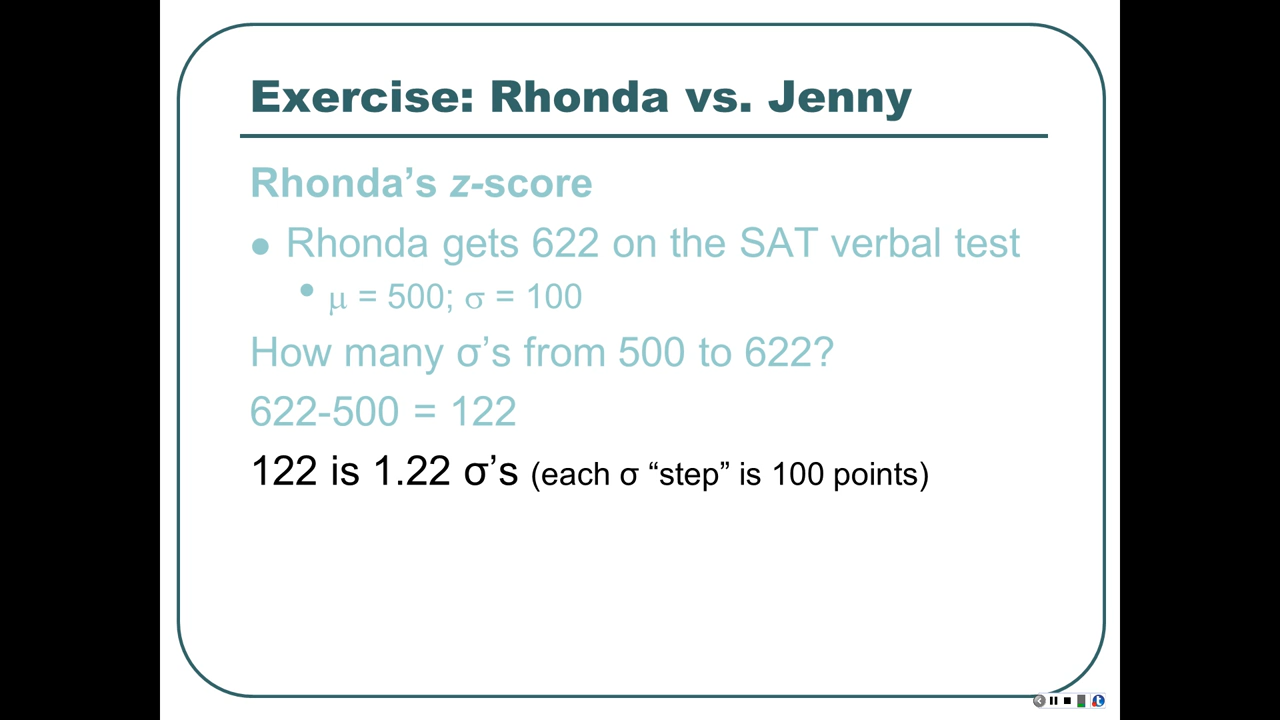 Exercise: Rhonda vs. Jenny
Rhonda’s z-score
● Rhonda gets 622 on the SAT verbal test
• μ = 500; σ = 100
How many σ’s from 500 to 622?
622-500 = 122
122 is 1.22 σ’s (each σ “step” is 100 points)